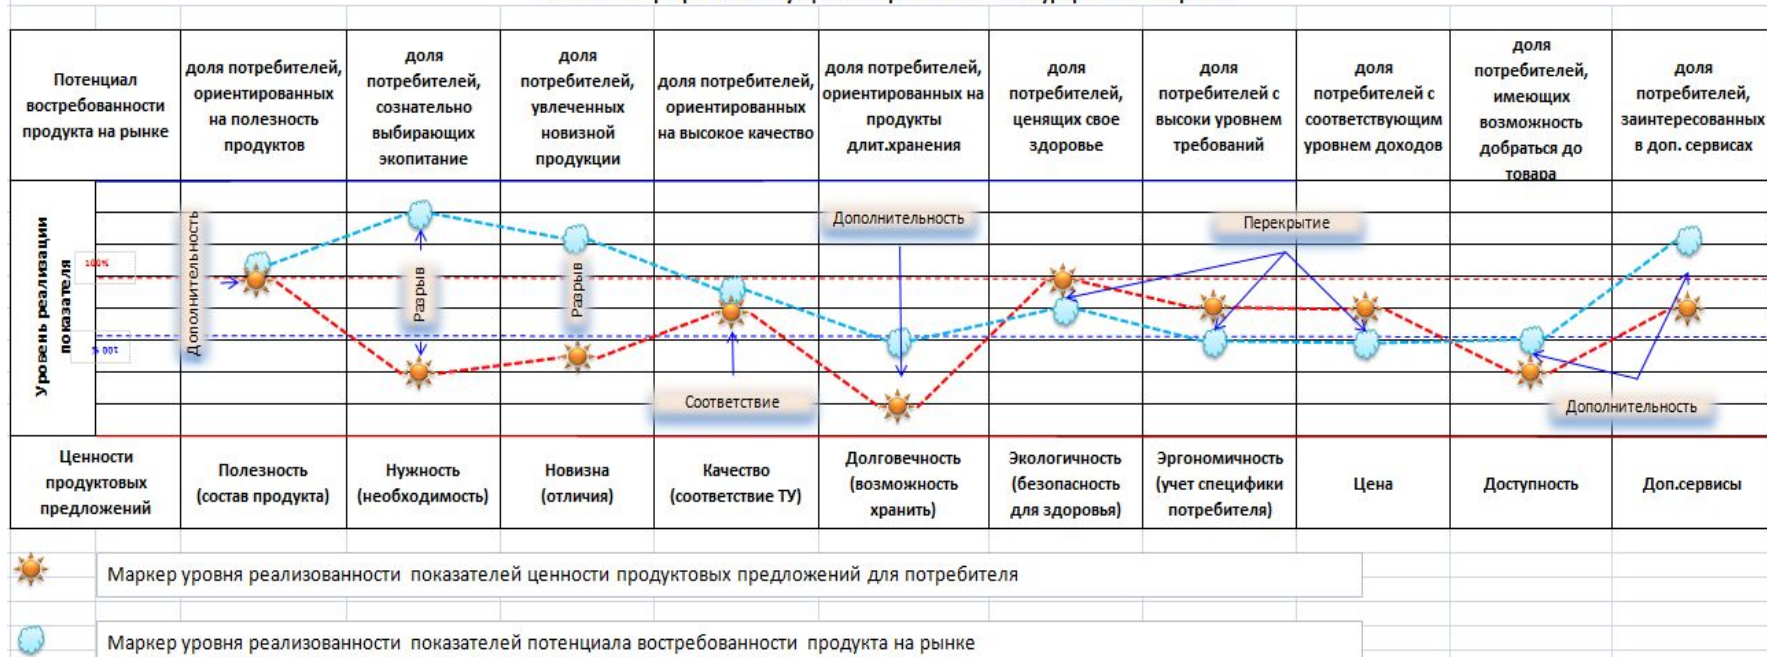 Потенциал
востребованности
продукта на рынке
доля потребителей,
ориентированных
на полезность
продуктов
доля
потребителей,
сознательно
выбирающих
экопитание
доля
потребителей,
увлеченных
новизной
продукции
доля потребителей,
ориентированных
на высокое качество
доля потребителей,
ориентированных на
продукты
длит.хранения
доля
потребителей,
ценящих свое
здоровье
доля
потребителей с
высоки уровнем
требований
доля
потребителей с
соответствующим
уровнем доходов
доля
потребителей,
имеющих
возможность
добраться до
товара
доля
потребителей,
заинтересованных
в доп. сервисах
Уровень реализации
показателя
100%
100 %
Дополнительность
Разрыв
Разрыв
Соответствие
Дополнительность
Перекрытие
Дополнительность
Ценности
продуктовых
предложений
Полезность
(состав продукта)
Нужность
(необходимость)
Новизна
(отличия)
Качество
(соответствие ТУ)
Долговечность
(возможность
хранить)
Экологичность
(безопасность
для здоровья)
Эргономичность
(учет специфики
потребителя)
Цена
Доступность
Доп.сервисы
Маркер уровня реализованности показателей ценности продуктовых предложений для потребителя
Маркер уровня реализованности показателей потенциала востребованности продукта на рынке